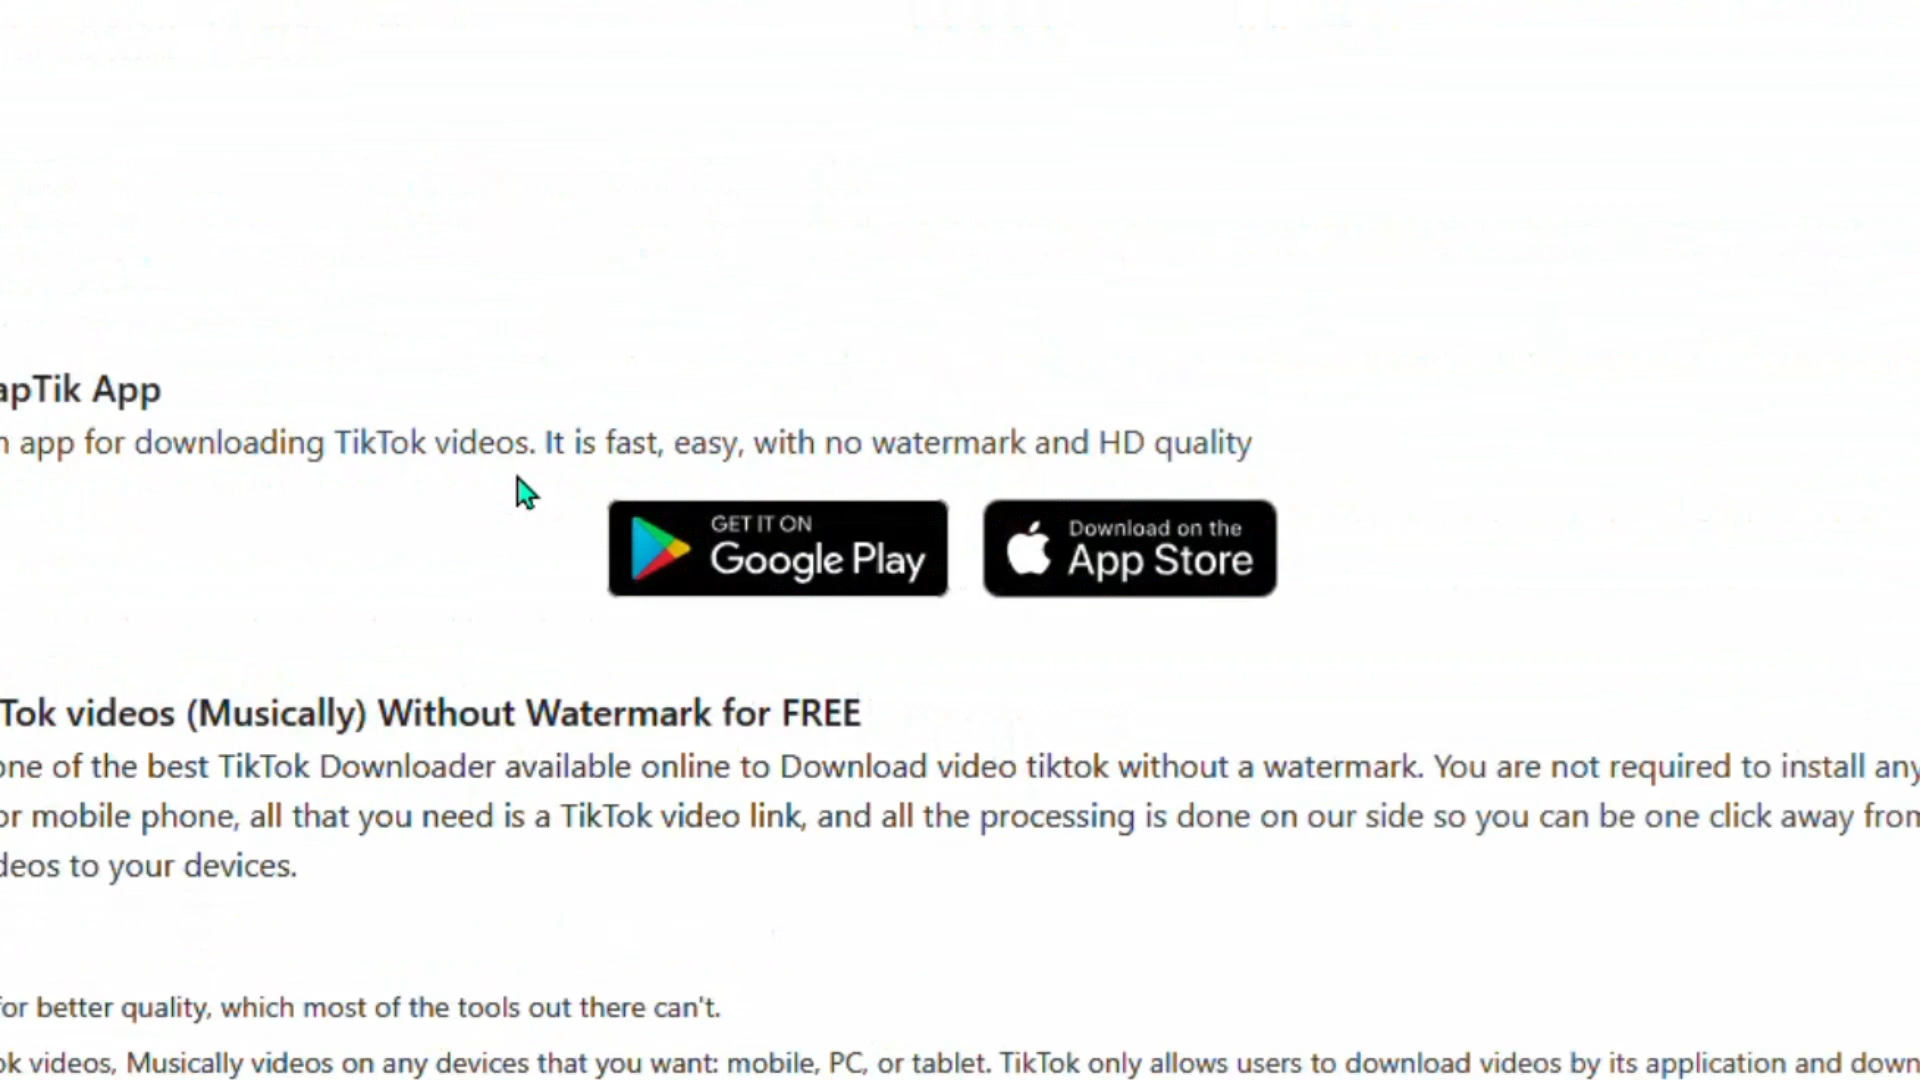 apTik App
app for downloading TikTok videos. It is fast, easy, with no watermark and HD quality
GET IT ON
Google Play
Download on the
App Store
Tok videos (Musically) Without Watermark for FREE
one of the best TikTok Downloader available online to Download video tiktok without a watermark. You are not required to install any
or mobile phone, all that you need is a TikTok video link, and all the processing is done on our side so you can be one click away from
deos to your devices.
for better quality, which most of the tools out there can't.
ok videos, Musically videos on any devices that you want: mobile, PC, or tablet. TikTok only allows users to download videos by its application and down